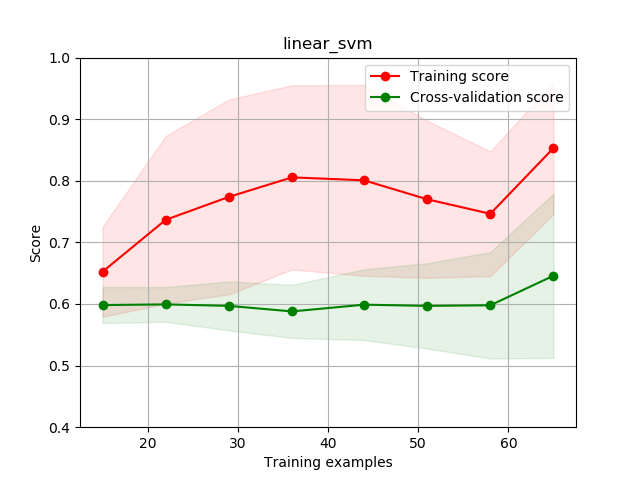 linear_svm
Training score
Cross-validation score
1.0
0.9
0.8
0.7
0.6
0.5
0.4
Score
20
30
40
50
60
Training examples